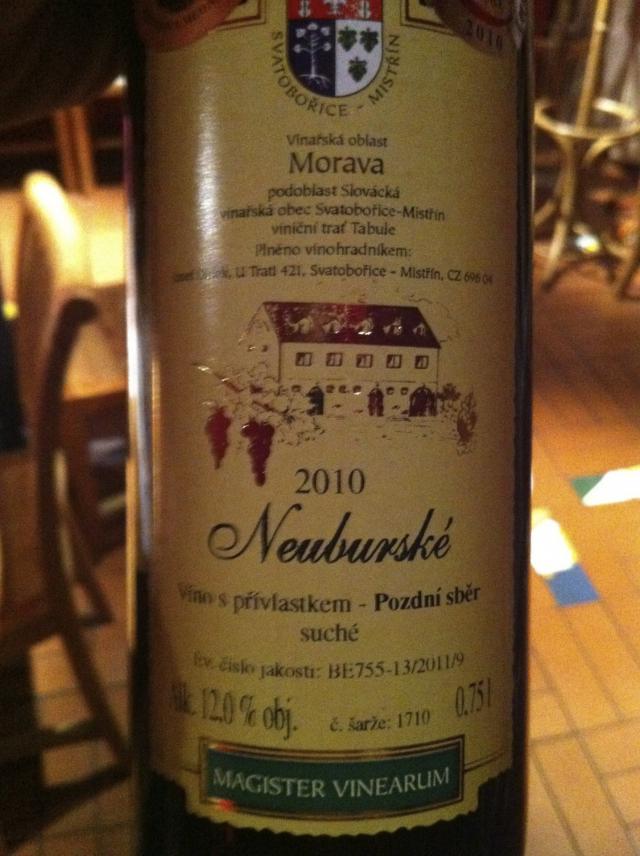 2010
SVATOBOŘICE - MISTŘÍN
Vinařská oblast
Morava
podoblast Slovácká
vinařská obec Svatobořice-Mistřín
viniční trať Tabule
Plněno vinohradníkem:
U Trati 421, Svatobořice - Mistřín, CZ 696 04
2010
Neuburské
Víno s přívlastkem - Pozdní sběr
suché
Ev. číslo jakosti: BE755-13/2011/9
Alk. 12,0 % obj.
č. šarže: 1710
0,75 l
MAGISTER VINEARUM